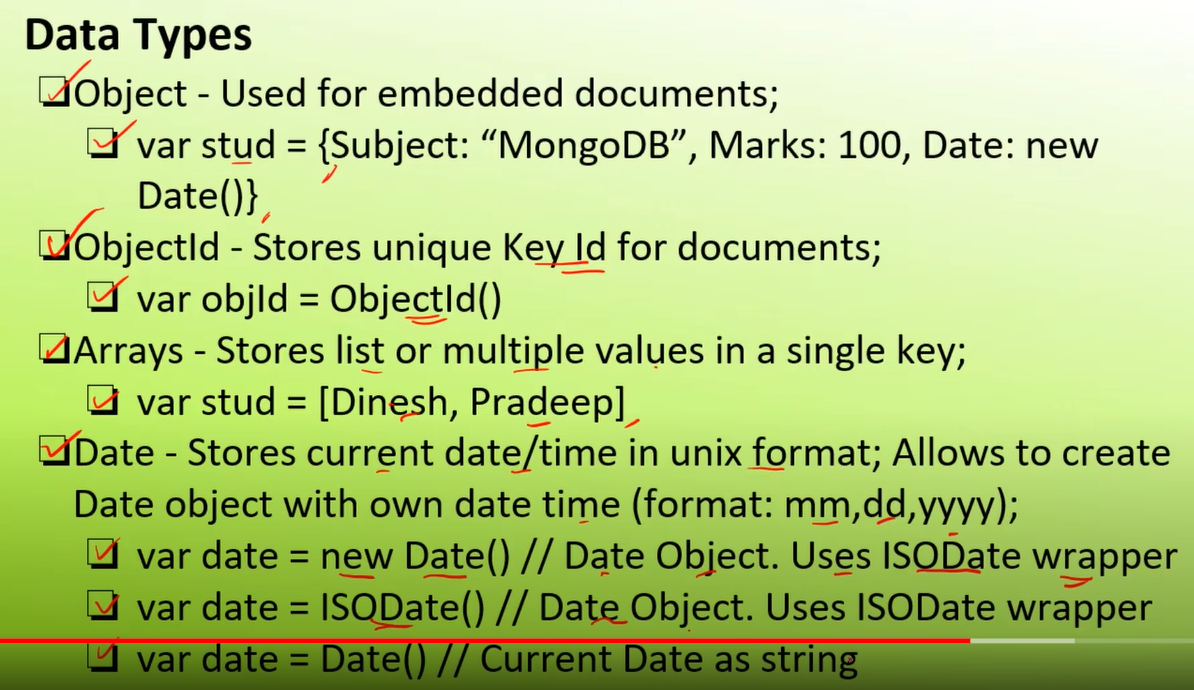 Data Types
Object - Used for embedded documents;
var stud = {Subject: “MongoDB”, Marks: 100, Date: new
Date()}
ObjectId - Stores unique Key Id for documents;
var objId = ObjectId()
Arrays - Stores list or multiple values in a single key;
var stud = [Dinesh, Pradeep]
Date - Stores current date/time in unix format; Allows to create
Date object with own date time (format: mm,dd,yyyy);
var date = new Date() // Date Object. Uses ISODate wrapper
var date = ISODate() // Date Object. Uses ISODate wrapper
var date = Date() // Current Date as string